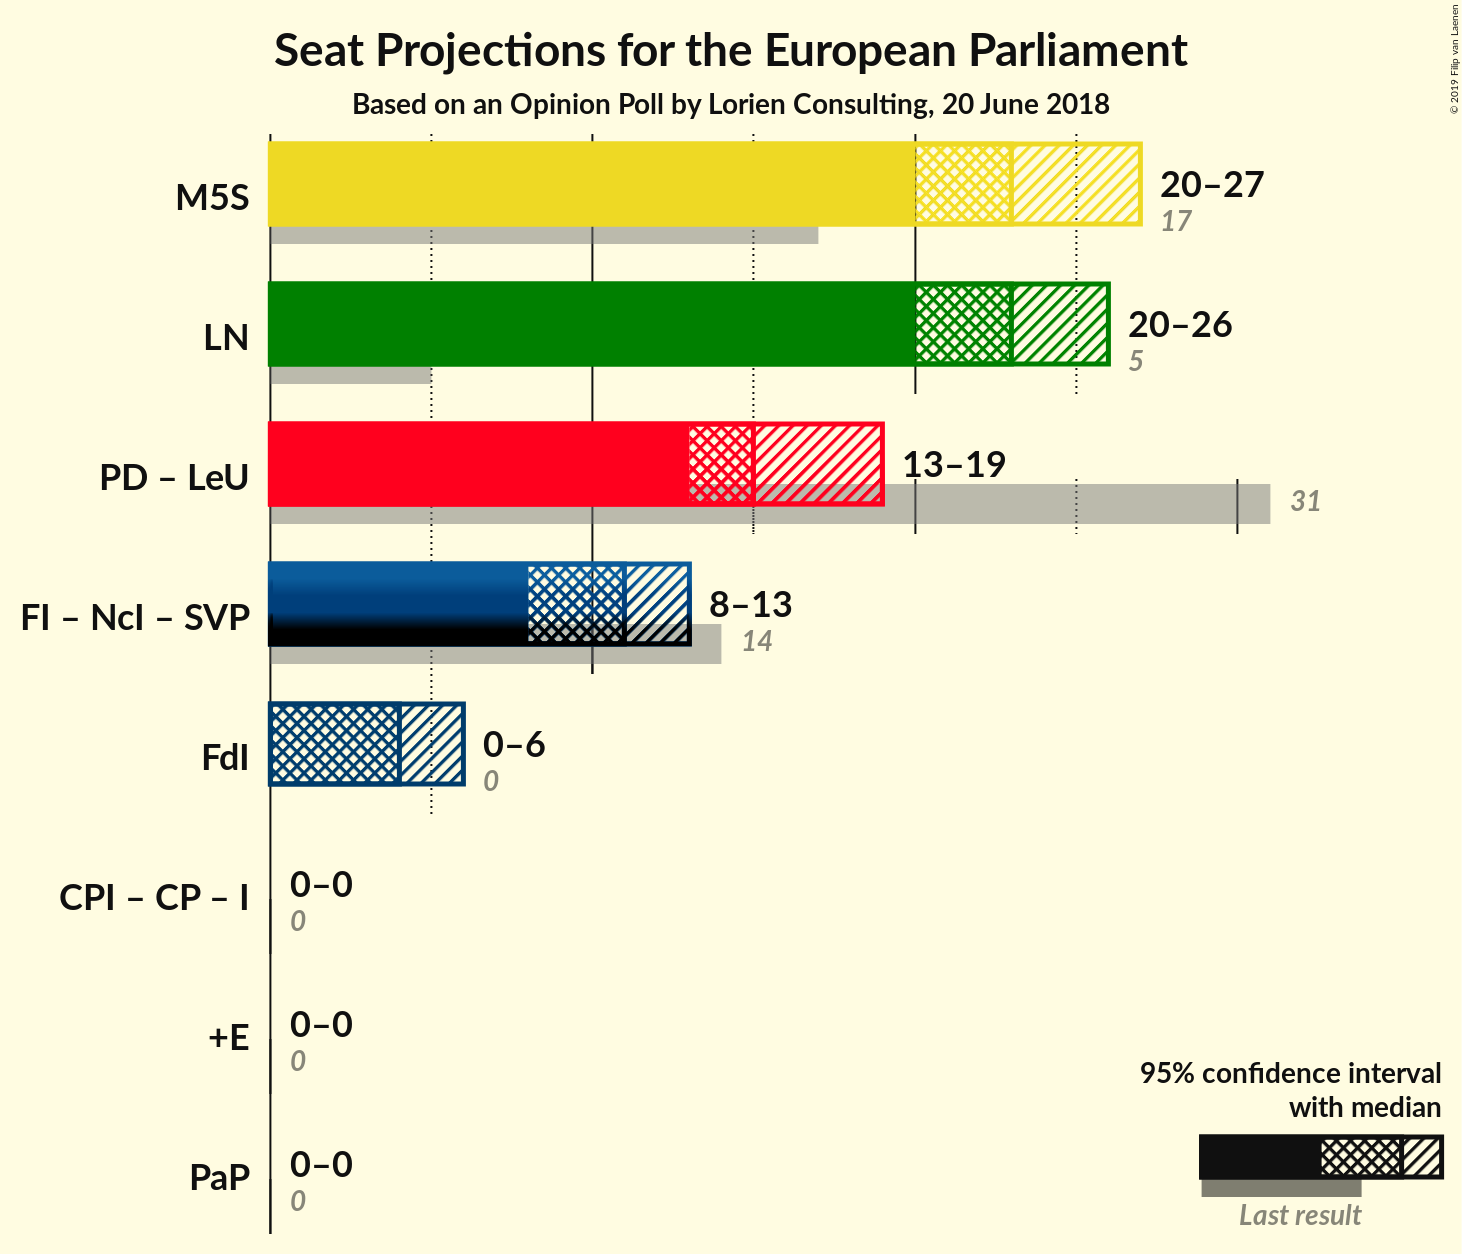 Seat Projections for the European Parliament
Based on an Opinion Poll by Lorien Consulting, 20 June 2018
© 2019 Filip van Laenen
M5S
20–27
17
LN
20–26
5
PD – LeU
13–19
31
FI – NcI – SVP
8–13
14
FdI
0–6
0
CPI – CP – I
0–0
0
+E
0–0
0
PaP
0–0
0
95% confidence interval
with median
Last result